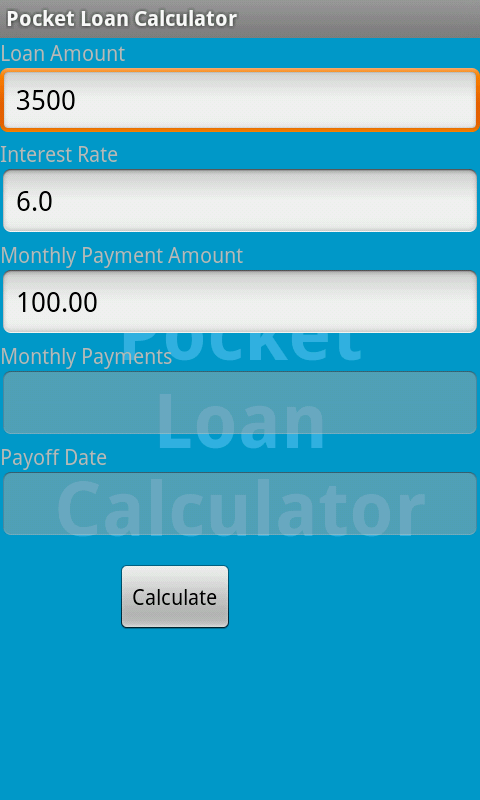 Pocket Loan Calculator
Loan Amount
3500
Interest Rate
6.0
Monthly Payment Amount
100.00
Pocket
Monthly Payments
Loan
Payoff Date
Calculator
Calculate